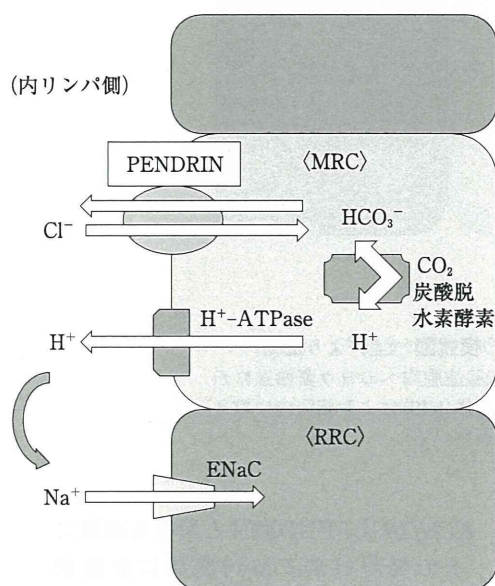 (内リンパ側)
PENDRIN
〈MRC〉
Cl⁻
HCO₃⁻
CO₂
炭酸脱
水素酵素
H⁺-ATPase
H⁺
H⁺
〈RRC〉
ENaC
Na⁺